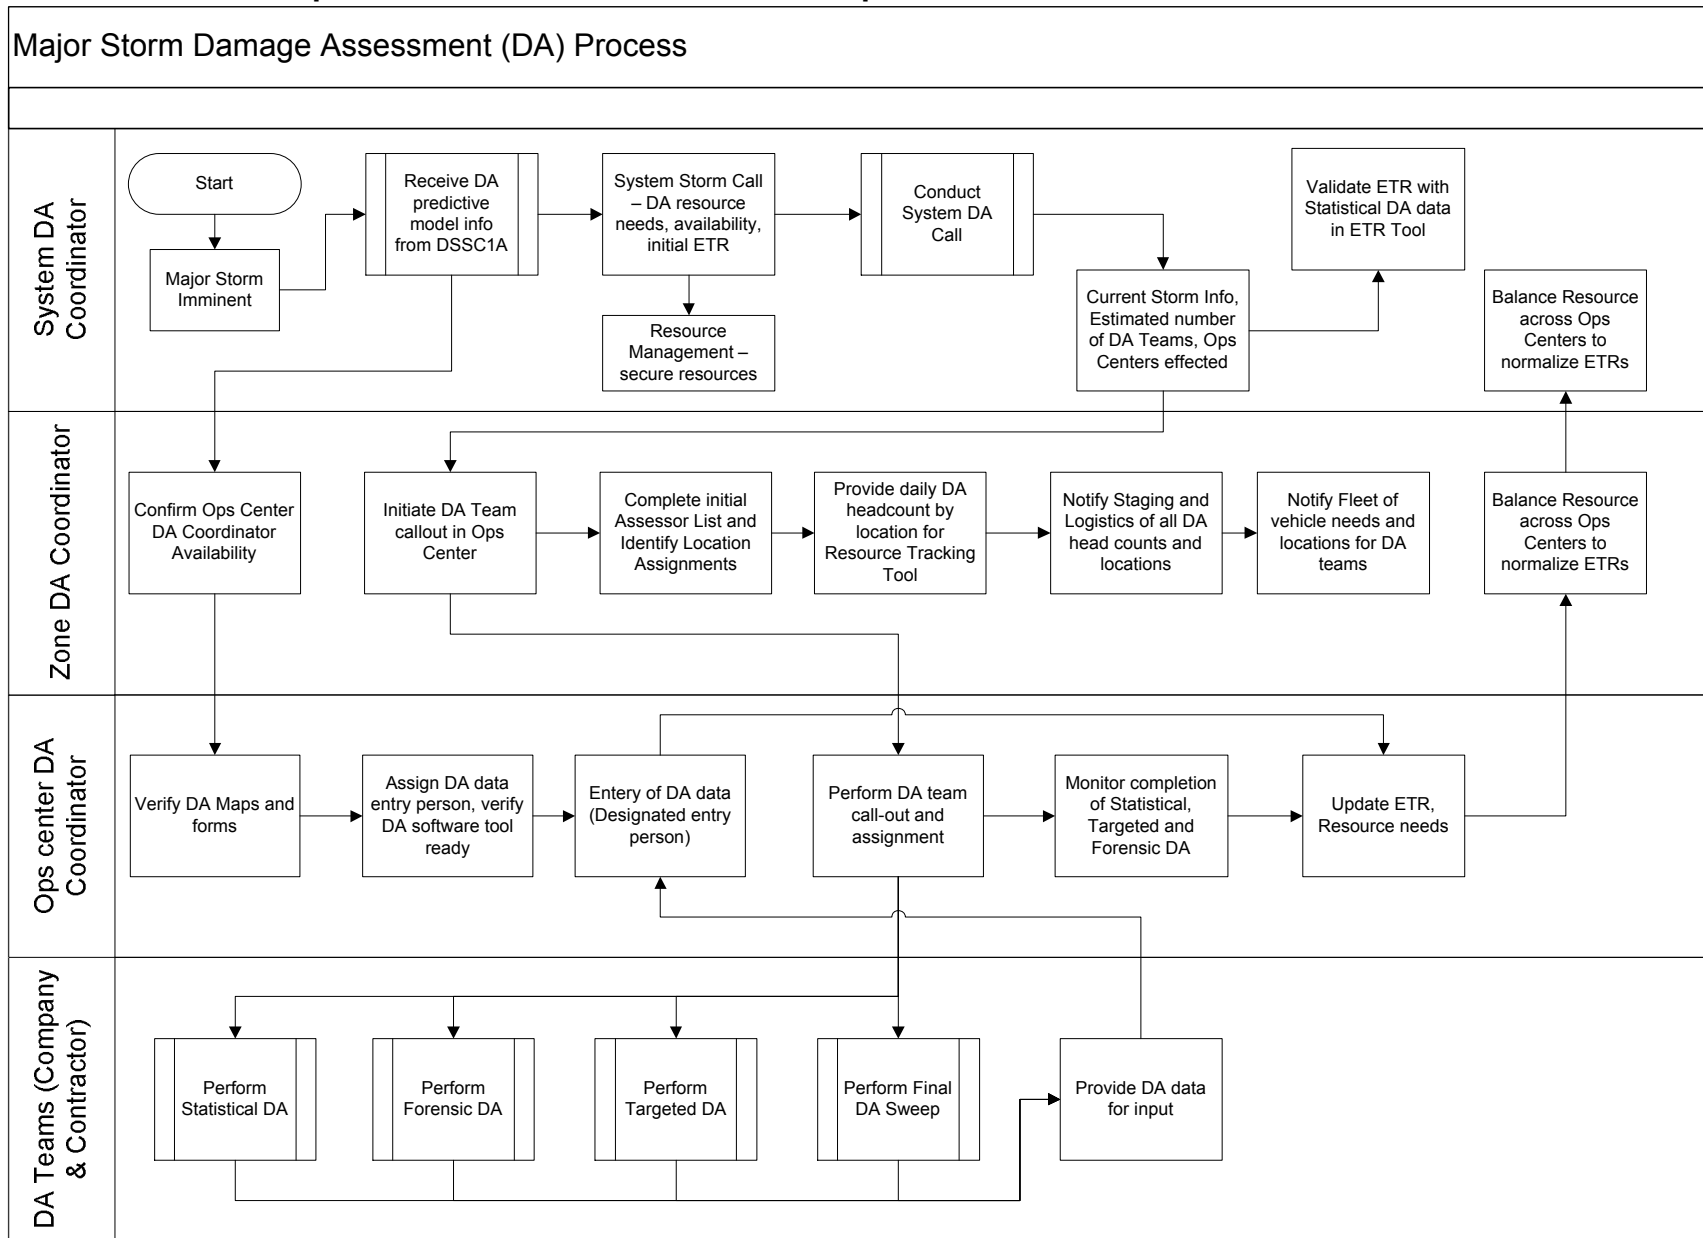 Major Storm Damage Assessment (DA) Process
System DA
Coordinator
Start
Major Storm
Imminent
Receive DA
predictive
model info
from DSSC1A
System Storm Call
– DA resource
needs, availability,
initial ETR
Resource
Management –
secure resources
Conduct
System DA
Call
Current Storm Info,
Estimated number
of DA Teams, Ops
Centers effected
Validate ETR with
Statistical DA data
in ETR Tool
Balance Resource
across Ops
Centers to
normalize ETRs
Zone DA Coordinator
Confirm Ops Center
DA Coordinator
Availability
Initiate DA Team
callout in Ops
Center
Complete initial
Assessor List and
Identify Location
Assignments
Provide daily DA
headcount by
location for
Resource Tracking
Tool
Notify Staging and
Logistics of all DA
head counts and
locations
Notify Fleet of
vehicle needs and
locations for DA
teams
Balance Resource
across Ops
Centers to
normalize ETRs
Ops center DA
Coordinator
Verify DA Maps and
forms
Assign DA data
entry person, verify
DA software tool
ready
Entery of DA data
(Designated entry
person)
Perform DA team
call-out and
assignment
Monitor completion
of Statistical,
Targeted and
Forensic DA
Update ETR,
Resource needs
DA Teams (Company
& Contractor)
Perform
Statistical DA
Perform
Forensic DA
Perform
Targeted DA
Perform Final
DA Sweep
Provide DA data
for input